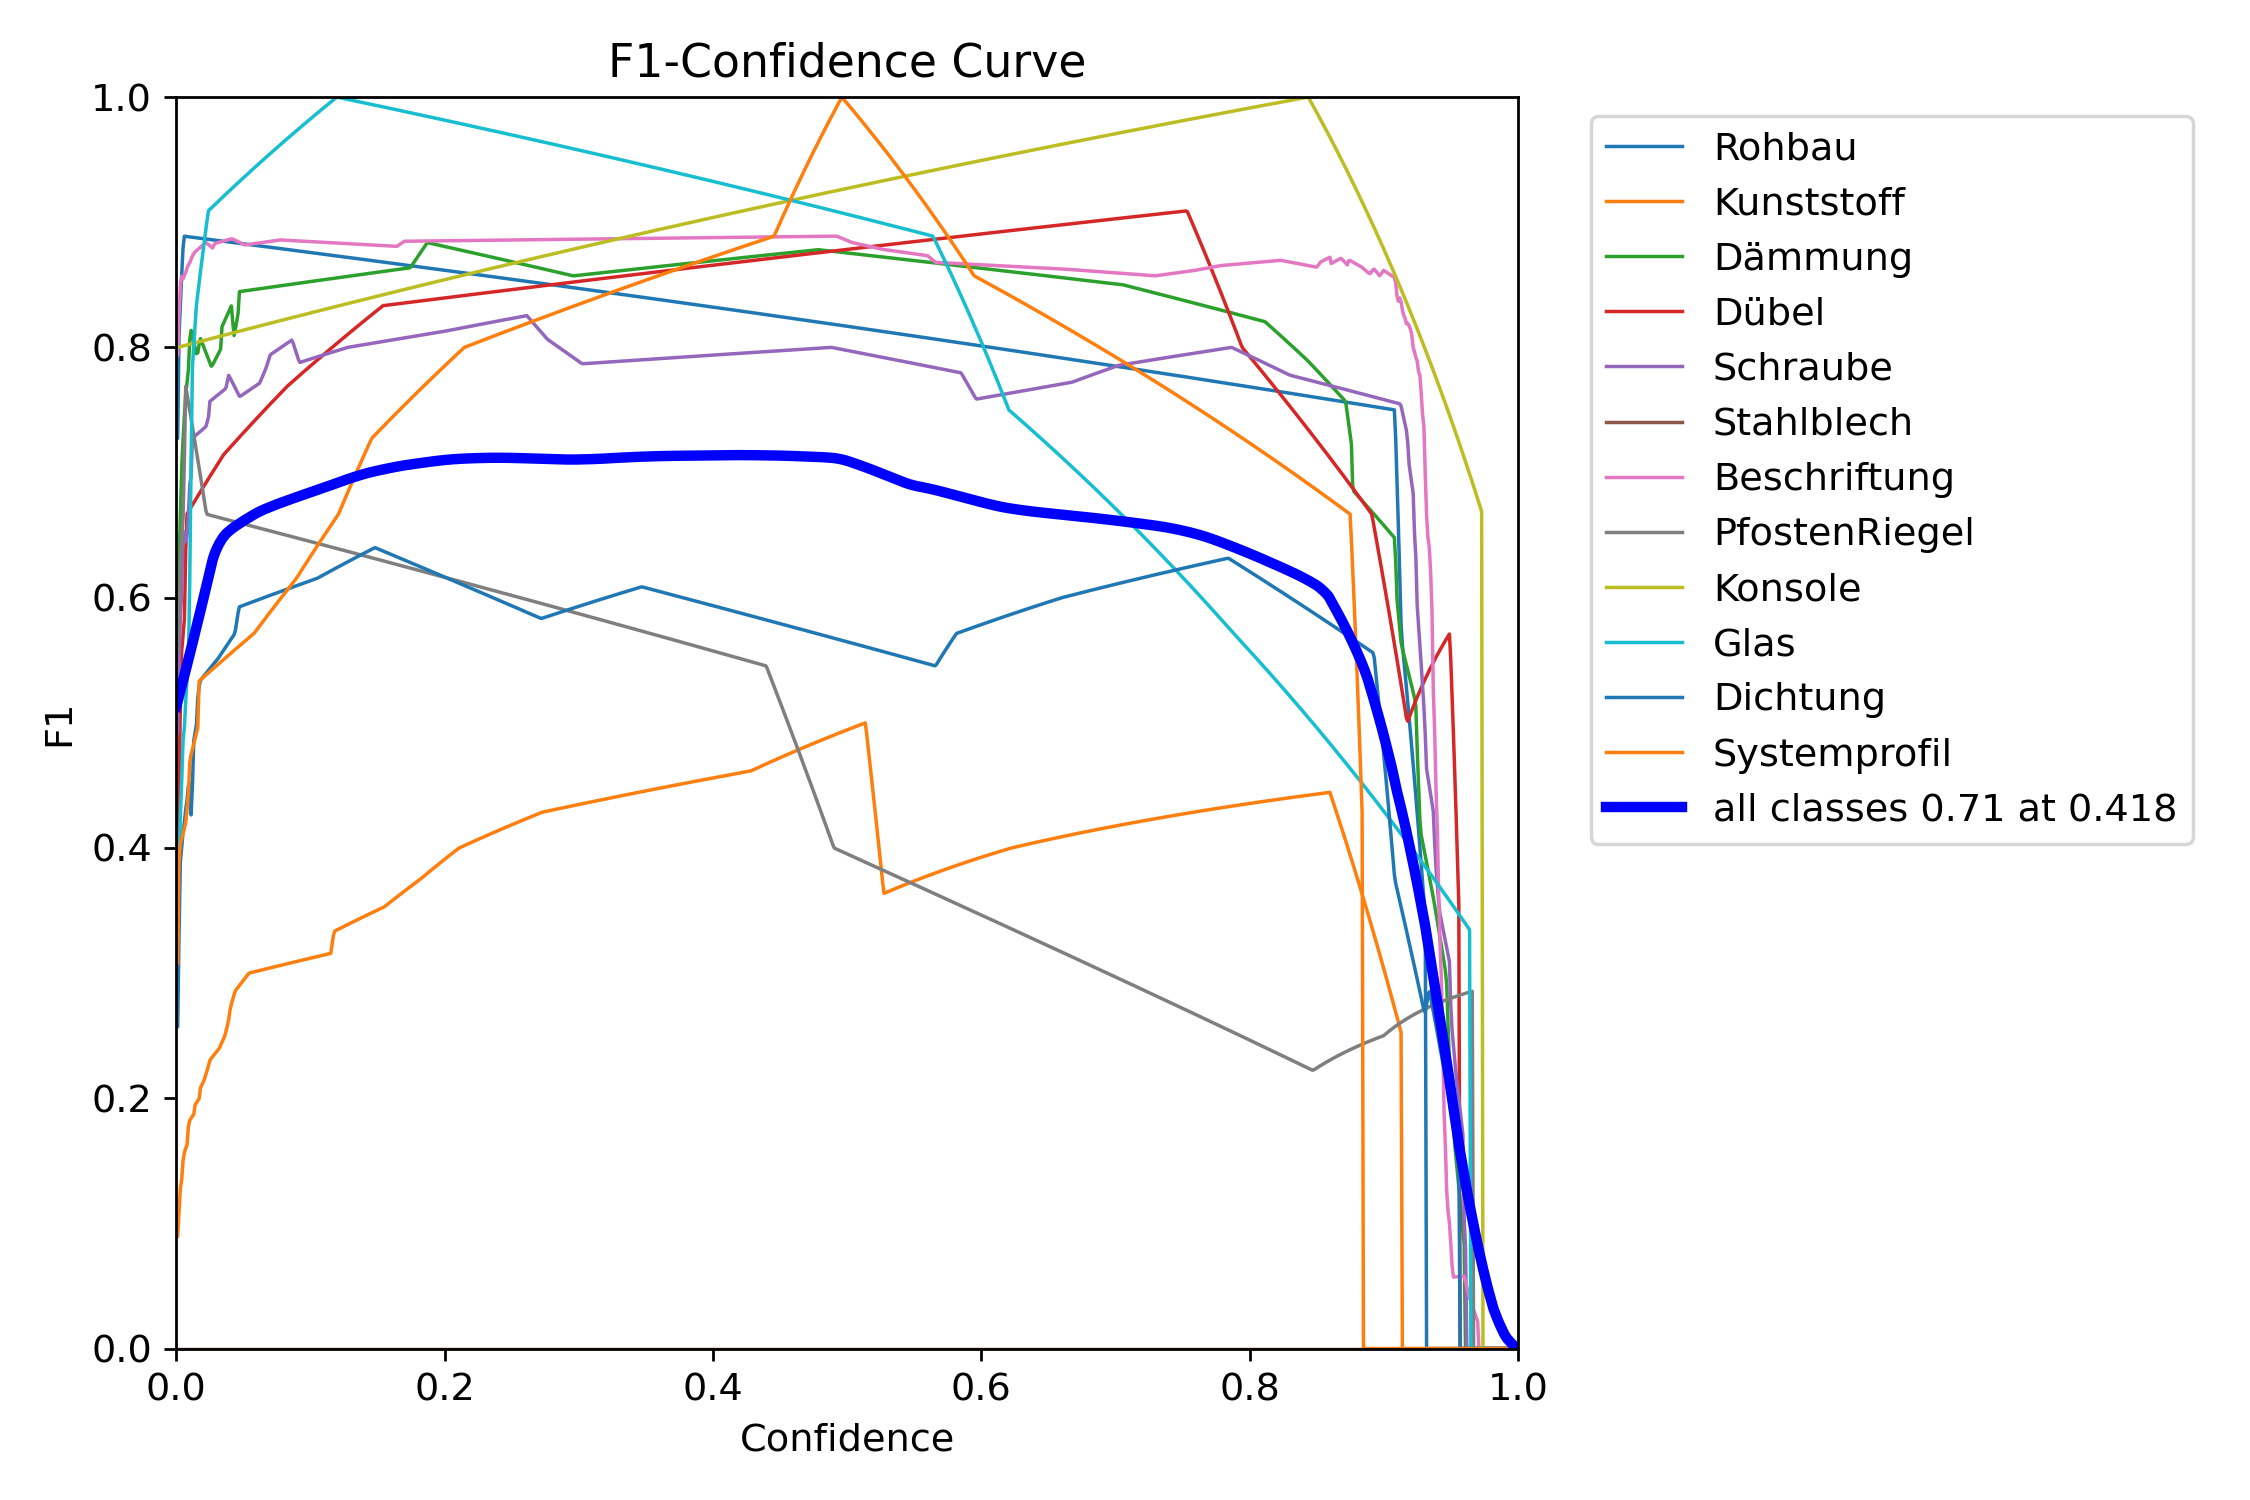 F1-Confidence Curve
1.0
0.8
0.6
0.4
0.2
0.0
F1
0.0 0.2 0.4 0.6 0.8 1.0
Confidence
Rohbau
Kunststoff
Dämmung
Dübel
Schraube
Stahlblech
Beschriftung
PfostenRiegel
Konsole
Glas
Dichtung
Systemprofil
all classes 0.71 at 0.418